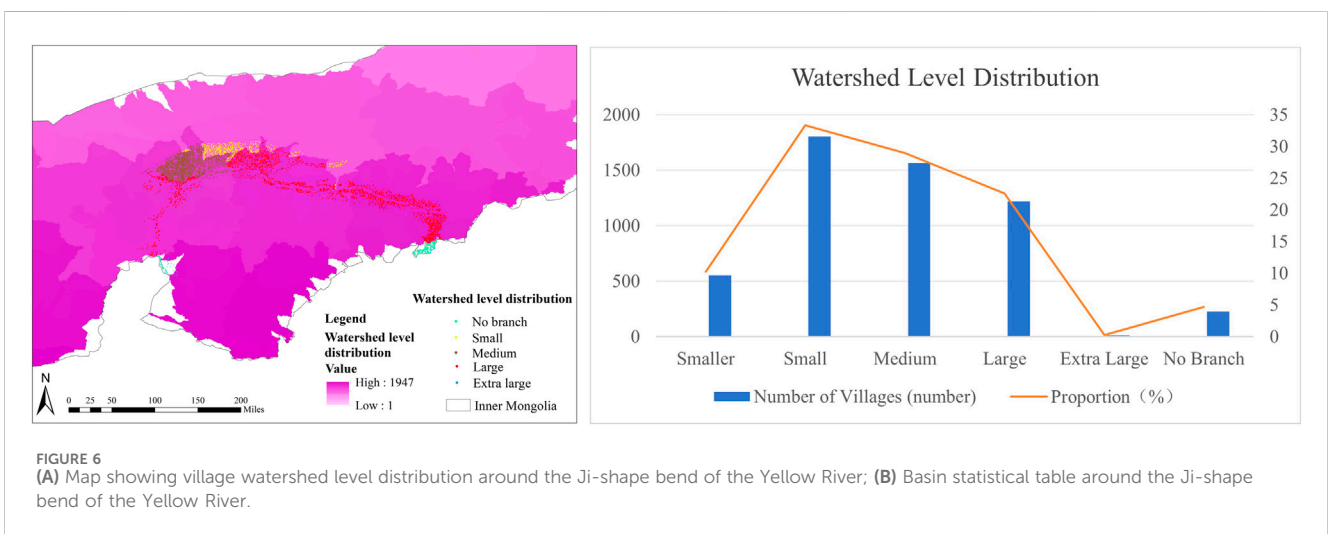 Legend
Watershed level
distribution
Value
High : 1947
Low : 1
Watershed level distribution
No branch
Small
Medium
Large
Extra large
Inner Mongolia
N
0 25 50 100 150 200
Miles
Watershed Level Distribution
2000
1500
1000
500
0
35
30
25
20
15
10
5
0
Smaller Small Medium Large Extra Large No Branch
Number of Villages (number) Proportion（%）
FIGURE 6
(A) Map showing village watershed level distribution around the Ji-shape bend of the Yellow River; (B) Basin statistical table around the Ji-shape
bend of the Yellow River.